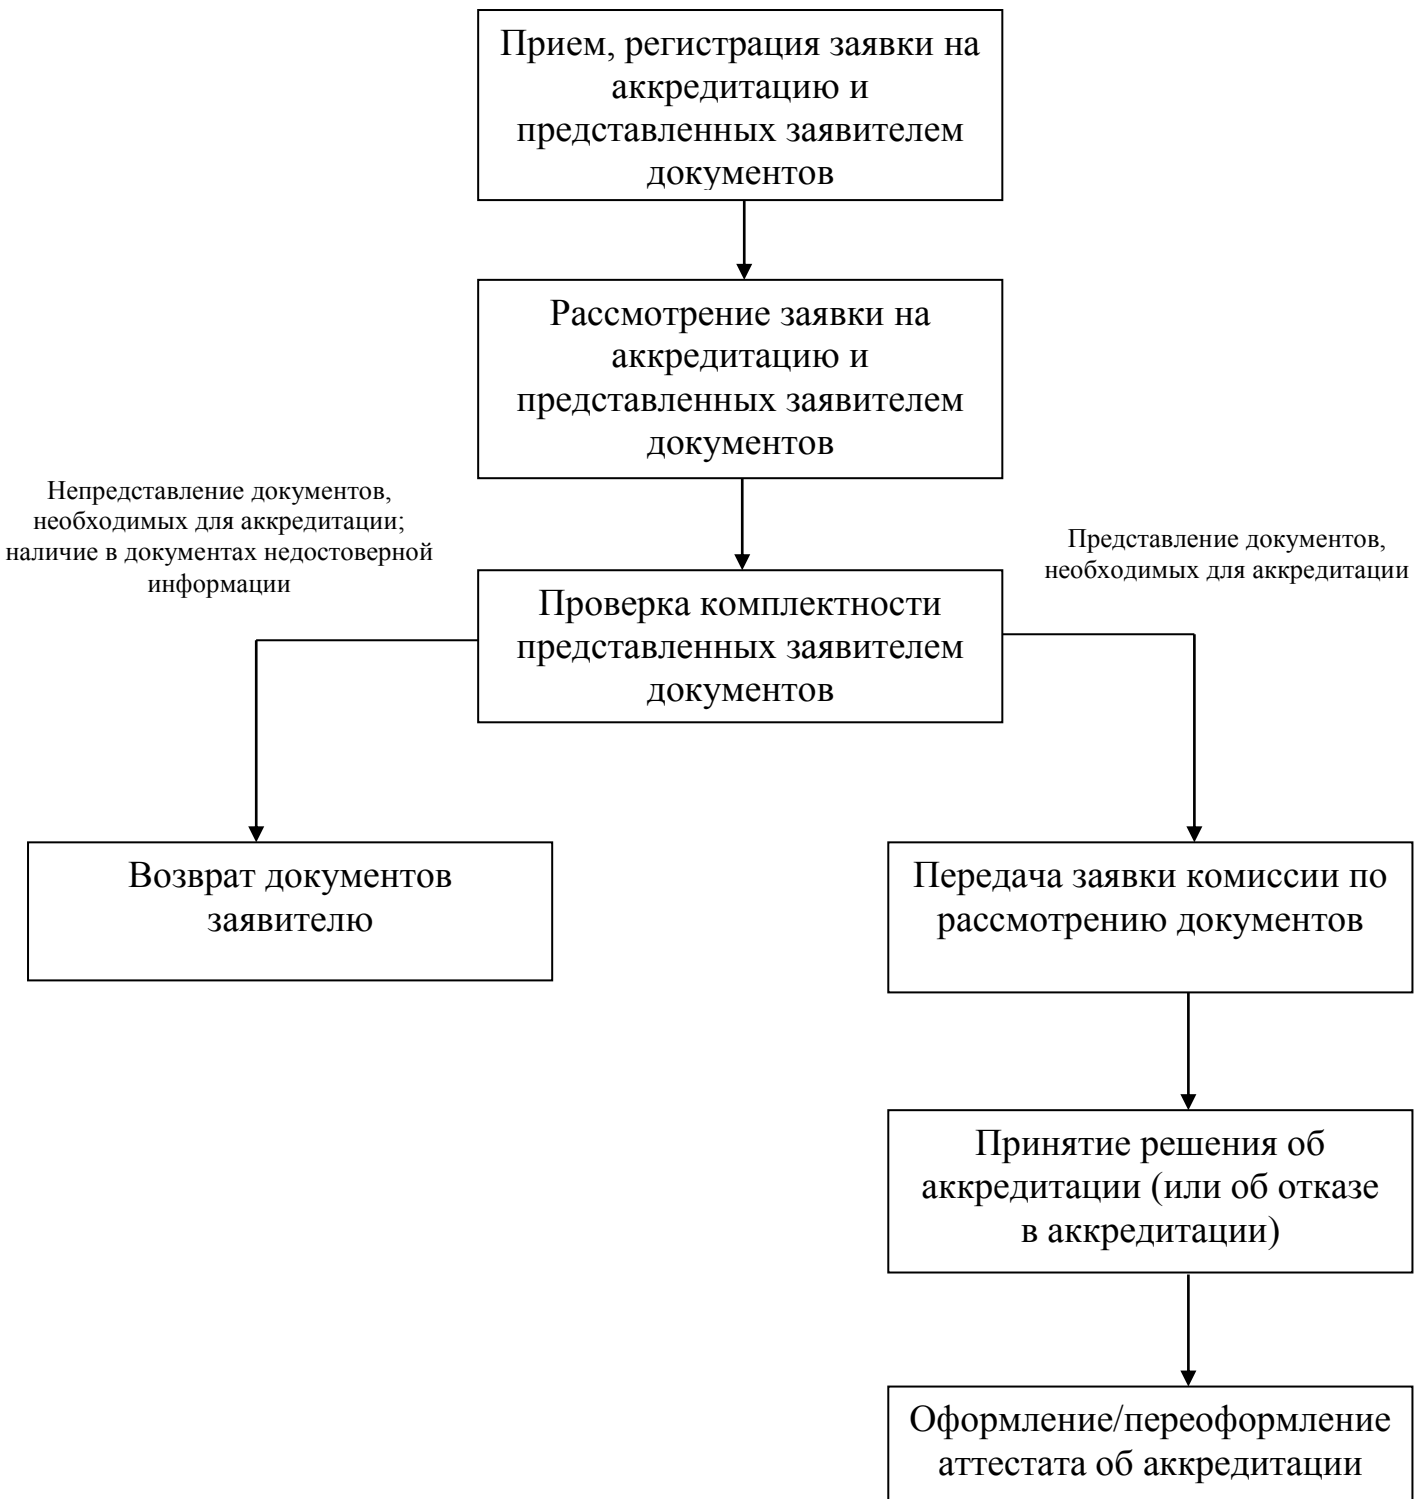 Прием, регистрация заявки на
аккредитацию и
представленных заявителем
документов
Рассмотрение заявки на
аккредитацию и
представленных заявителем
документов
Непредставление документов,
необходимых для аккредитации;
наличие в документах недостоверной
информации
Представление документов,
необходимых для аккредитации
Проверка комплектности
представленных заявителем
документов
Возврат документов
заявителю
Передача заявки комиссии по
рассмотрению документов
Принятие решения об
аккредитации (или об отказе
в аккредитации)
Оформление/переоформление
аттестата об аккредитации